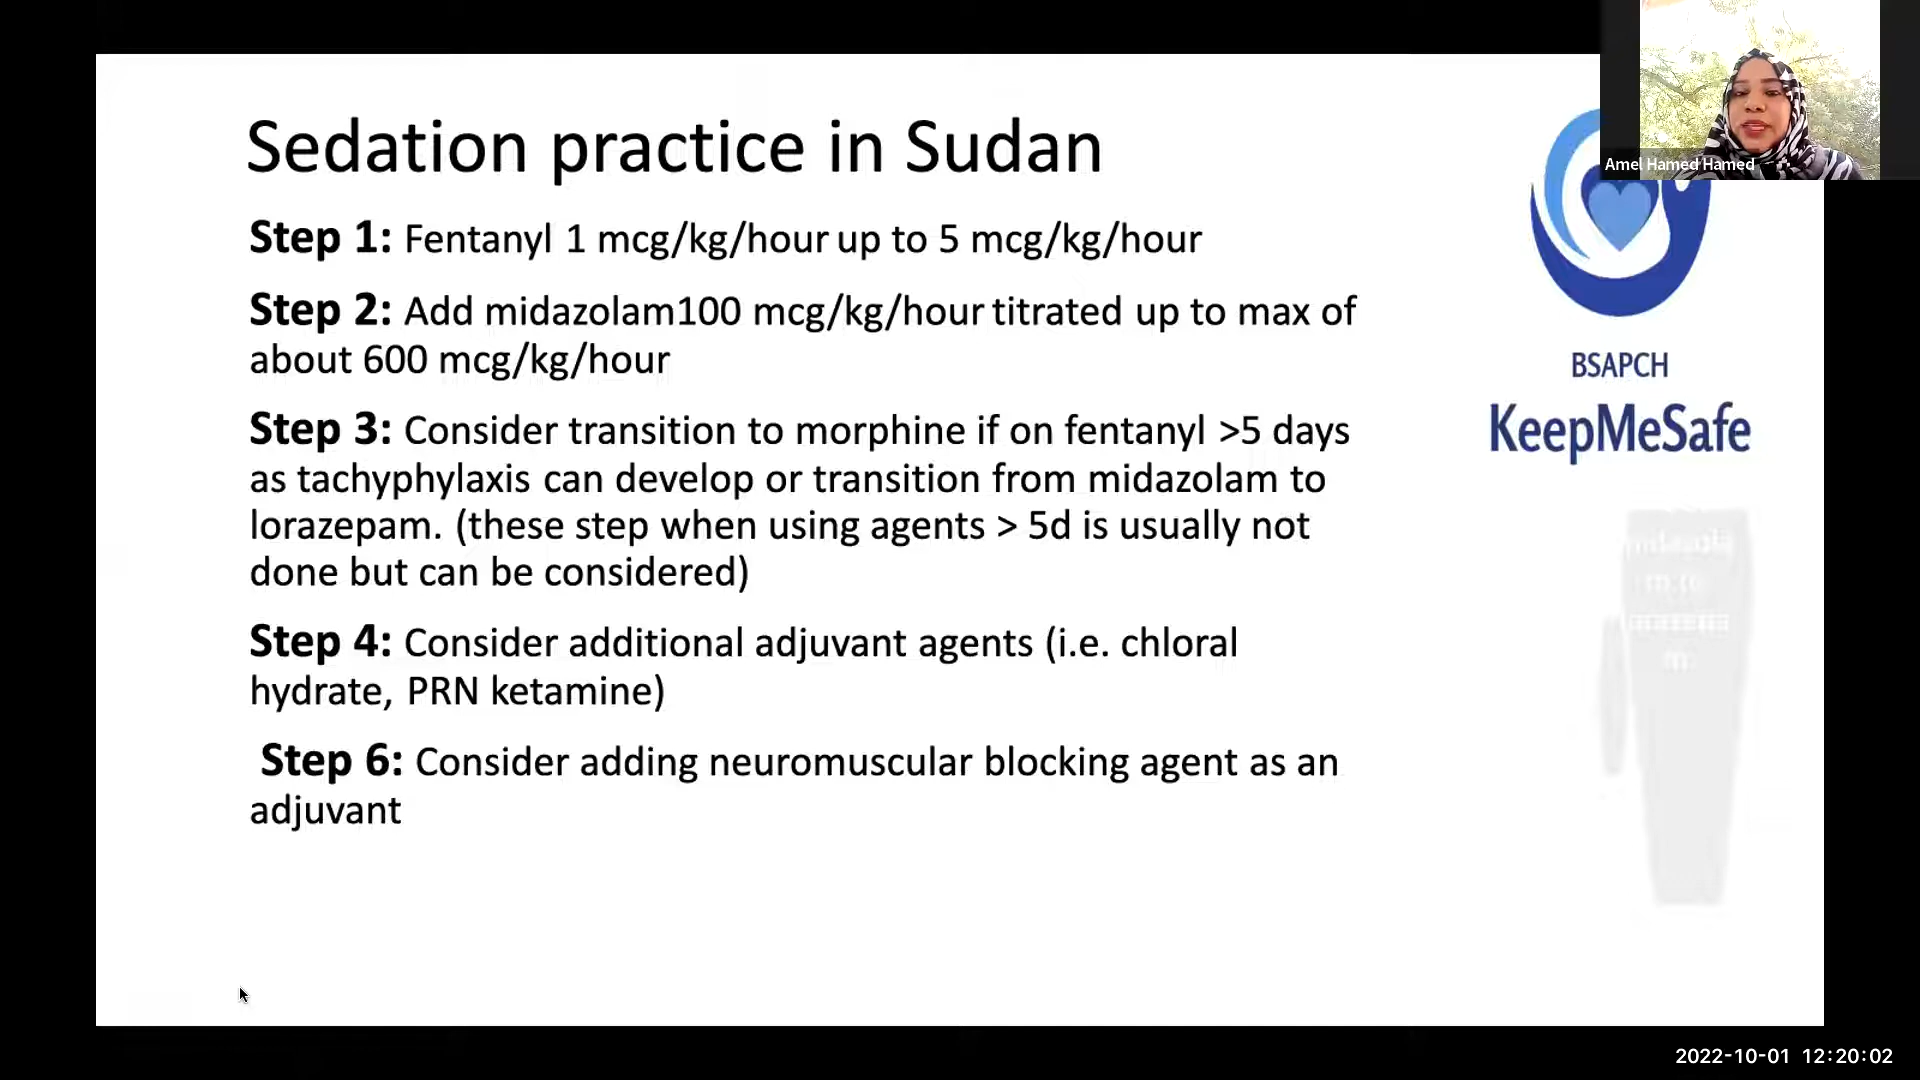 Sedation practice in Sudan
Step 1: Fentanyl 1 mcg/kg/hour up to 5 mcg/kg/hour
Step 2: Add midazolam100 mcg/kg/hour titrated up to max of
about 600 mcg/kg/hour
Step 3: Consider transition to morphine if on fentanyl >5 days
as tachyphylaxis can develop or transition from midazolam to
lorazepam. (these step when using agents > 5d is usually not
done but can be considered)
Step 4: Consider additional adjuvant agents (i.e. chloral
hydrate, PRN ketamine)
Step 6: Consider adding neuromuscular blocking agent as an
adjuvant
Amel Hamed Hamed
BSAPCH
KeepMeSafe
2022-10-01 12:20:02